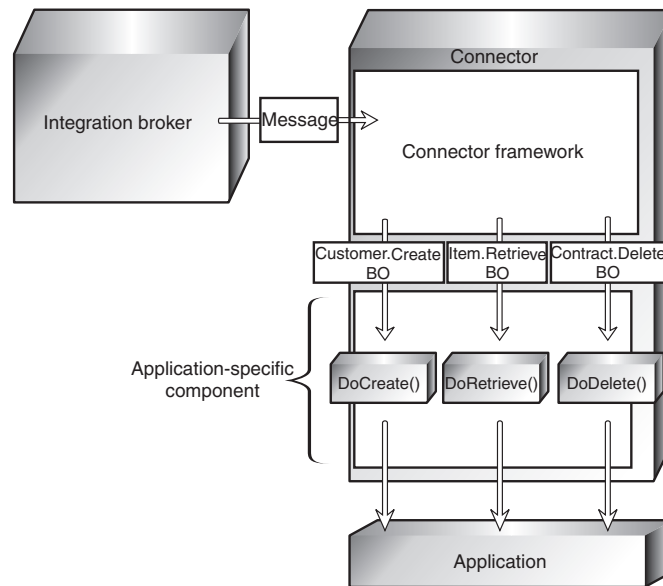 Connector
Integration broker
Message
Connector framework
Customer.Create
BO
Item.Retrieve
BO
Contract.Delete
BO
Application-specific
component
DoCreate()
DoRetrieve()
DoDelete()
Application